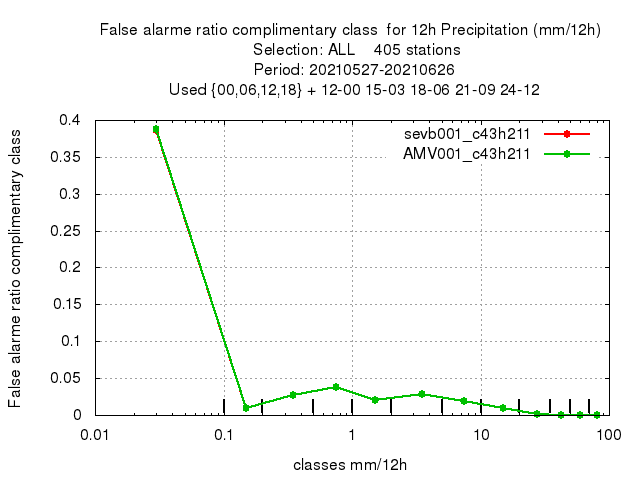 False alarme ratio complimentary class  for 12h Precipitation (mm/12h)
Selection: ALL    405 stations
Period: 20210527-20210626
Used {00,06,12,18} + 12-00 15-03 18-06 21-09 24-12
sevb001_c43h211
AMV001_c43h211
False alarme ratio complimentary class
0.4
0.35
0.3
0.25
0.2
0.15
0.1
0.05
0
0.01 0.1 1 10 100
classes mm/12h